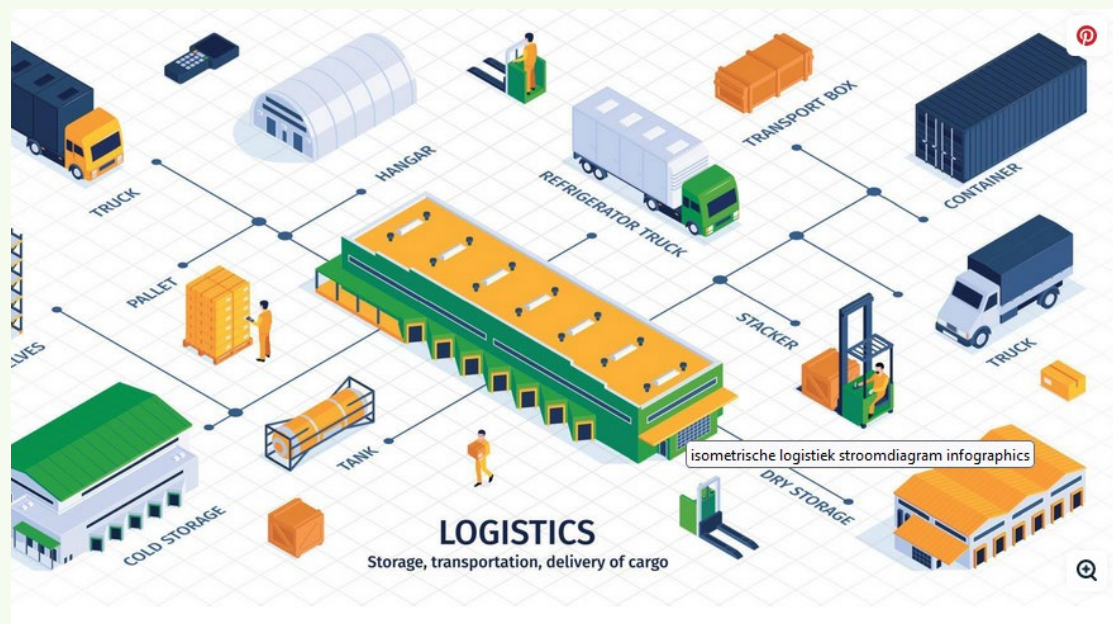 TRUCK
HANGAR
REFRIGERATOR TRUCK
TRANSPORT BOX
CONTAINER
PALLET
ELVES
STACKER
TRUCK
TANK
isometrische logistiek stroomdiagram infographics
COLD STORAGE
DRY STORAGE
LOGISTICS
Storage, transportation, delivery of cargo